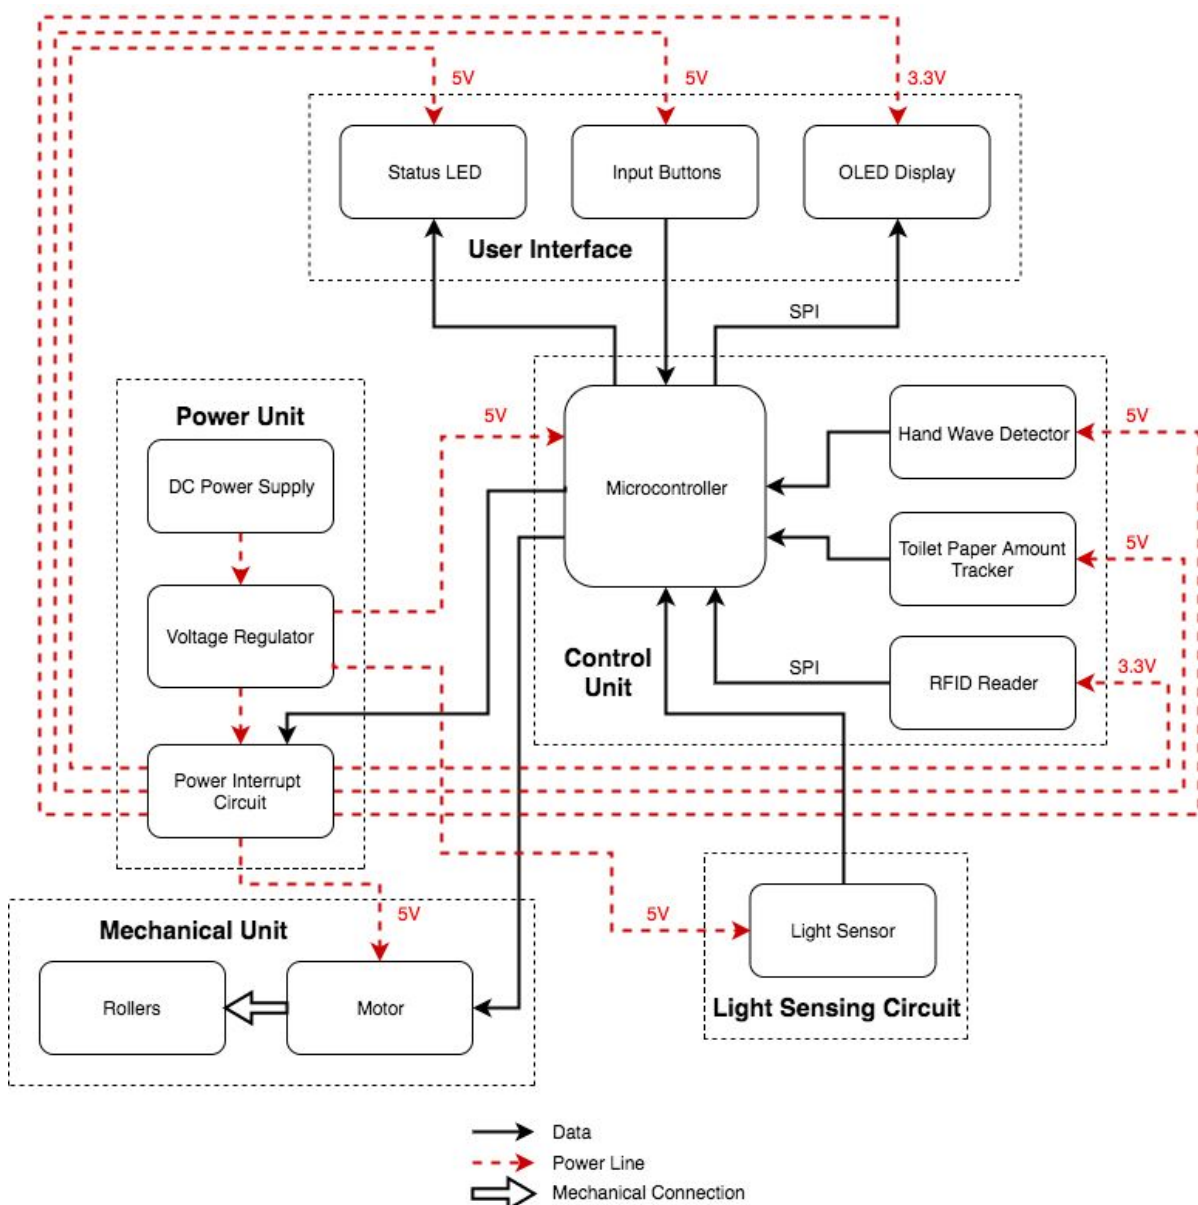 5V
5V
3.3V
Status LED
Input Buttons
OLED Display
User Interface
SPI
Power Unit
5V
5V
DC Power Supply
Microcontroller
Hand Wave Detector
Toilet Paper Amount
Tracker
5V
Voltage Regulator
Control
Unit
SPI
RFID Reader
3.3V
Power Interrupt
Circuit
Mechanical Unit
5V
5V
Light Sensor
Rollers
Motor
Light Sensing Circuit
Data
Power Line
Mechanical Connection